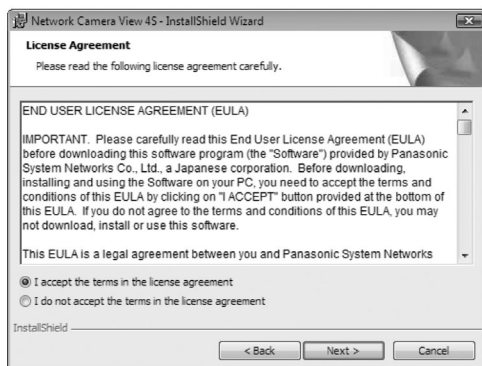 Network Camera View 4S - InstallShield Wizard
License Agreement
Please read the following license agreement carefully.
END USER LICENSE AGREEMENT (EULA)
IMPORTANT. Please carefully read this End User License Agreement (EULA)
before downloading this software program (the "Software") provided by Panasonic
System Networks Co., Ltd., a Japanese corporation. Before downloading,
installing and using the Software on your PC, you need to accept the terms and
conditions of this EULA by clicking on "I ACCEPT" button provided at the bottom of
this EULA. If you do not agree to the terms and conditions of this EULA, you may
not download, install or use this software.
This EULA is a legal agreement between you and Panasonic System Networks
I accept the terms in the license agreement
I do not accept the terms in the license agreement
InstallShield
< Back
Next >
Cancel